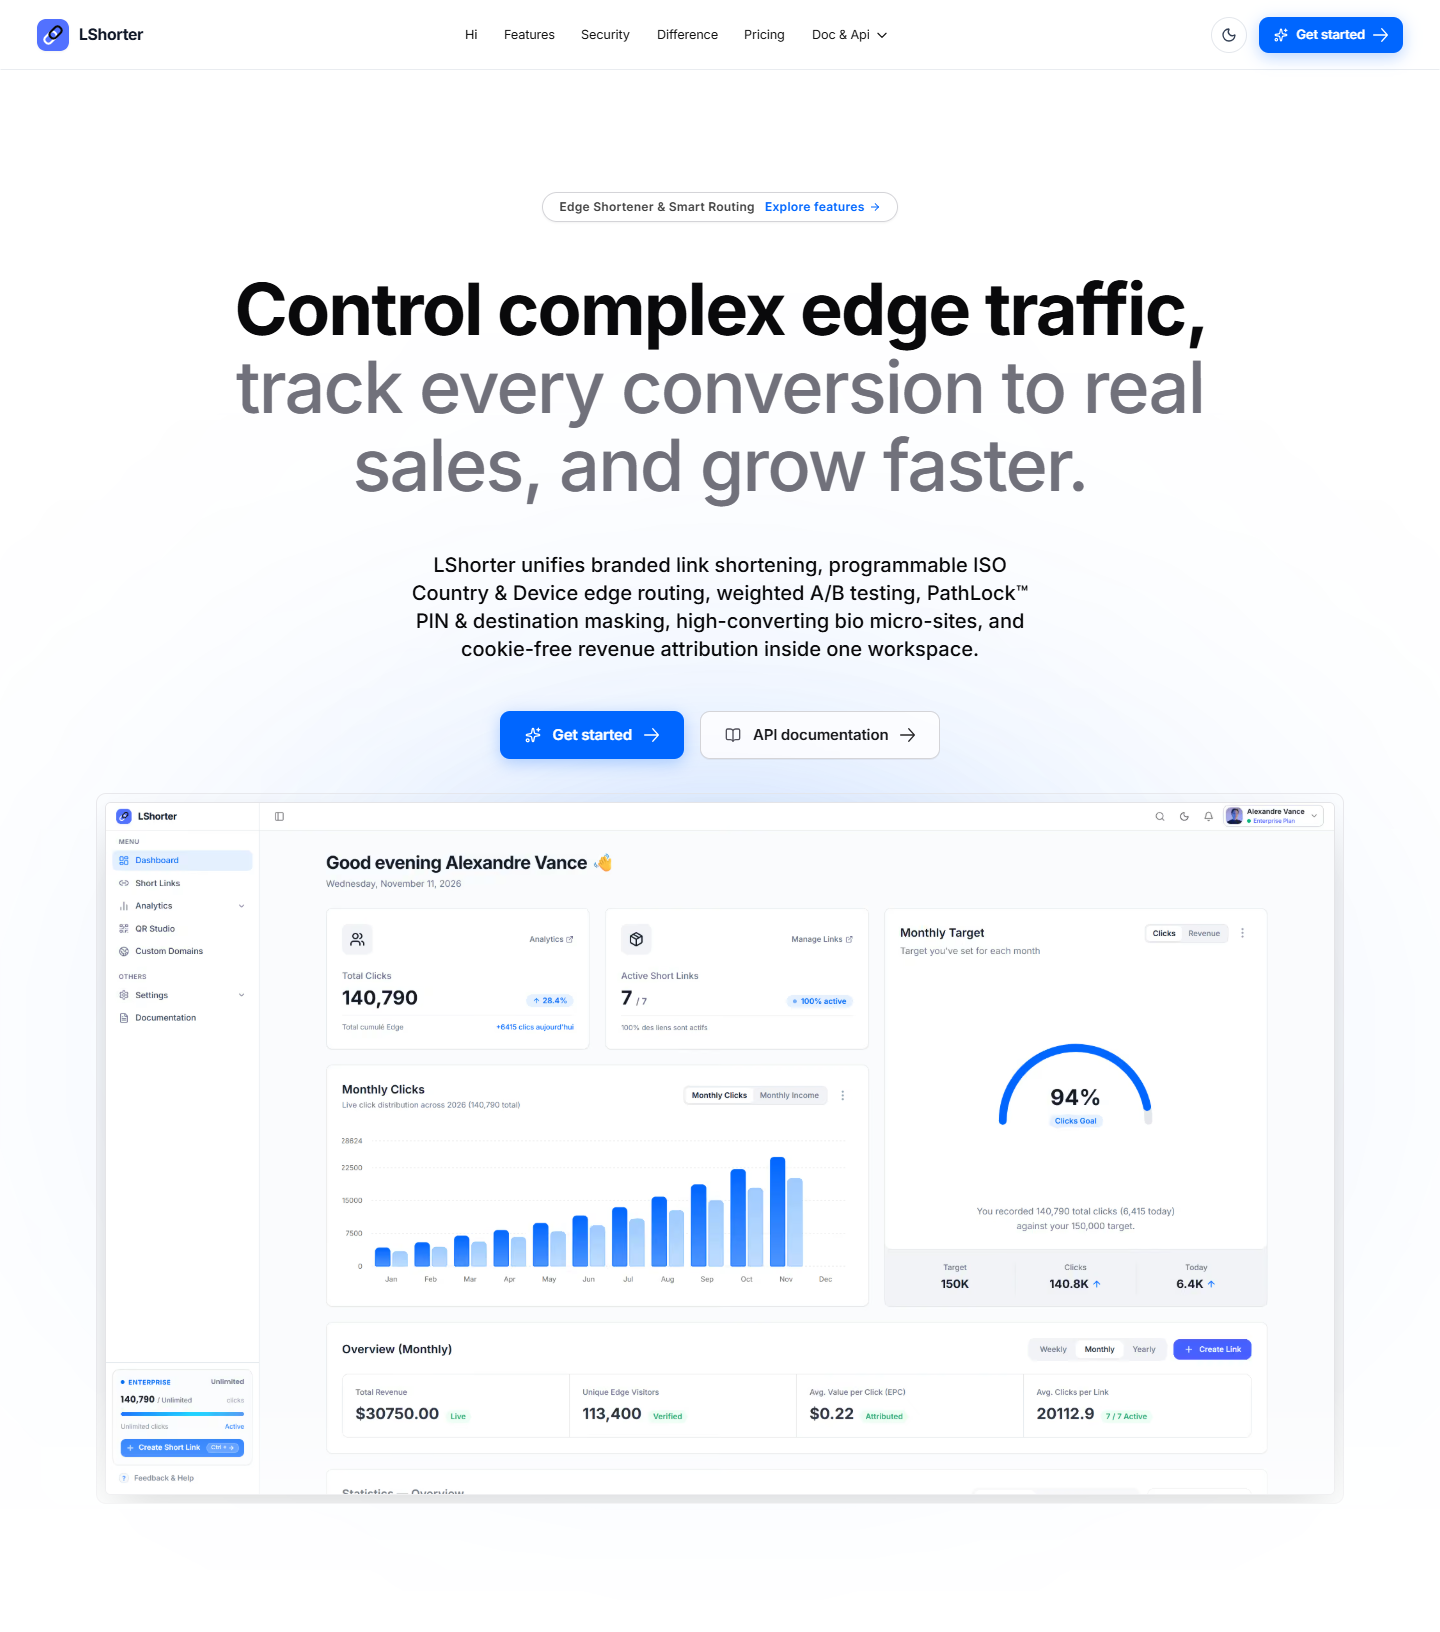 LShorter
Hi Features Security Difference Pricing Doc & Api
Get started
Edge Shortener & Smart Routing Explore features
Control complex edge traffic,
track every conversion to real
sales, and grow faster.
LShorter unifies branded link shortening, programmable ISO
Country & Device edge routing, weighted A/B testing, PathLock™
PIN & destination masking, high-converting bio micro-sites, and
cookie-free revenue attribution inside one workspace.
Get started
API documentation
LShorter
MENU
Dashboard
Short Links
Analytics
QR Studio
Custom Domains
OTHERS
Settings
Documentation
ENTERPRISE Unlimited
140,790 / Unlimited clicks
Unlimited clicks Active
Create Short Link Ctrl +
? Feedback & Help
Alexandre Vance
Enterprise Plan
Good evening Alexandre Vance
Wednesday, November 11, 2026
Analytics
Total Clicks
140,790 28.4%
Total cumulé Edge +6415 clics aujourd'hui
Manage Links
Active Short Links
7 / 7 100% active
100% des liens sont actifs
Monthly Target Clicks Revenue
Target you've set for each month
94%
Clicks Goal
You recorded 140,790 total clicks (6,415 today)
against your 150,000 target.
Target Clicks Today
150K 140.8K 6.4K
Monthly Clicks
Live click distribution across 2026 (140,790 total)
Monthly Clicks Monthly Income
28624
22500
15000
7500
0
Jan Feb Mar Apr May Jun Jul Aug Sep Oct Nov Dec
Overview (Monthly) Weekly Monthly Yearly Create Link
Total Revenue
$30750.00 Live
Unique Edge Visitors
113,400 Verified
Avg. Value per Click (EPC)
$0.22 Attributed
Avg. Clicks per Link
20112.9 7 / 7 Active
Statistics — Overview